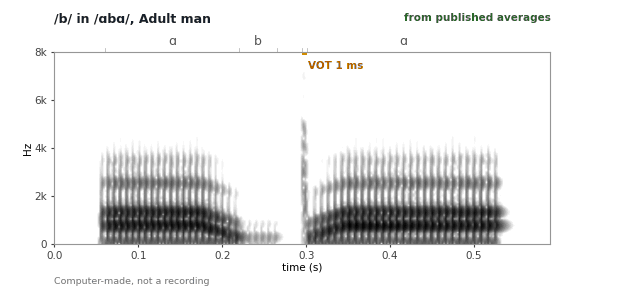 /b/ in /ɑbɑ/, Adult man
from published averages
ɑ b ɑ
8k
VOT 1 ms
6k
4k
2k
0
Hz
0.0 0.1 0.2 0.3 0.4 0.5
time (s)
Computer-made, not a recording